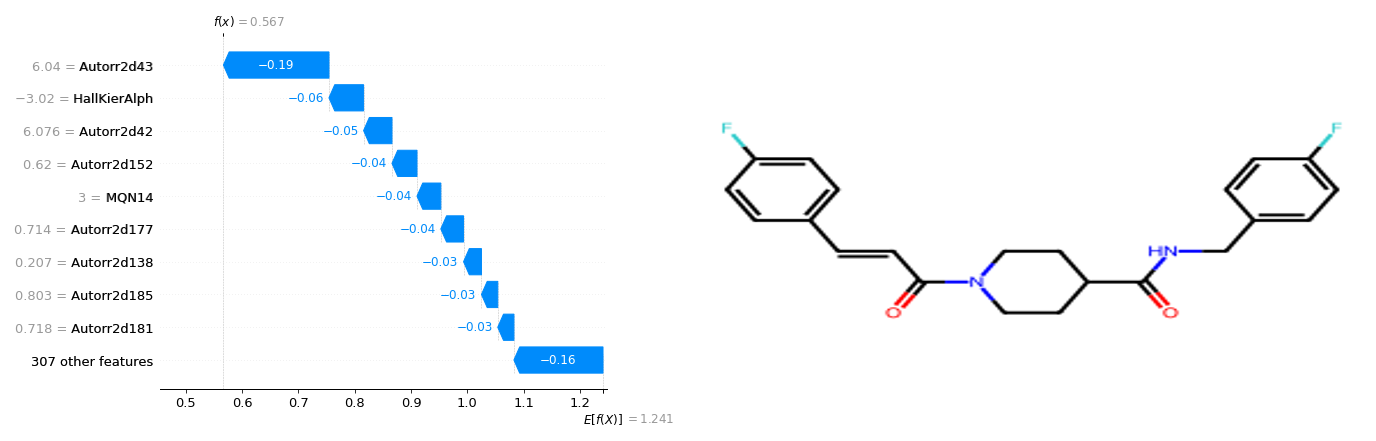 f(x) = 0.567
6.04 = Autorr2d43
−0.19
−3.02 = HallKierAlph
−0.06
6.076 = Autorr2d42
−0.05
0.62 = Autorr2d152
−0.04
3 = MQN14
−0.04
0.714 = Autorr2d177
−0.04
0.207 = Autorr2d138
−0.03
0.803 = Autorr2d185
−0.03
0.718 = Autorr2d181
−0.03
307 other features
−0.16
0.5 0.6 0.7 0.8 0.9 1.0 1.1 1.2
E[f(X)] = 1.241
F
F
HN
N
O
O